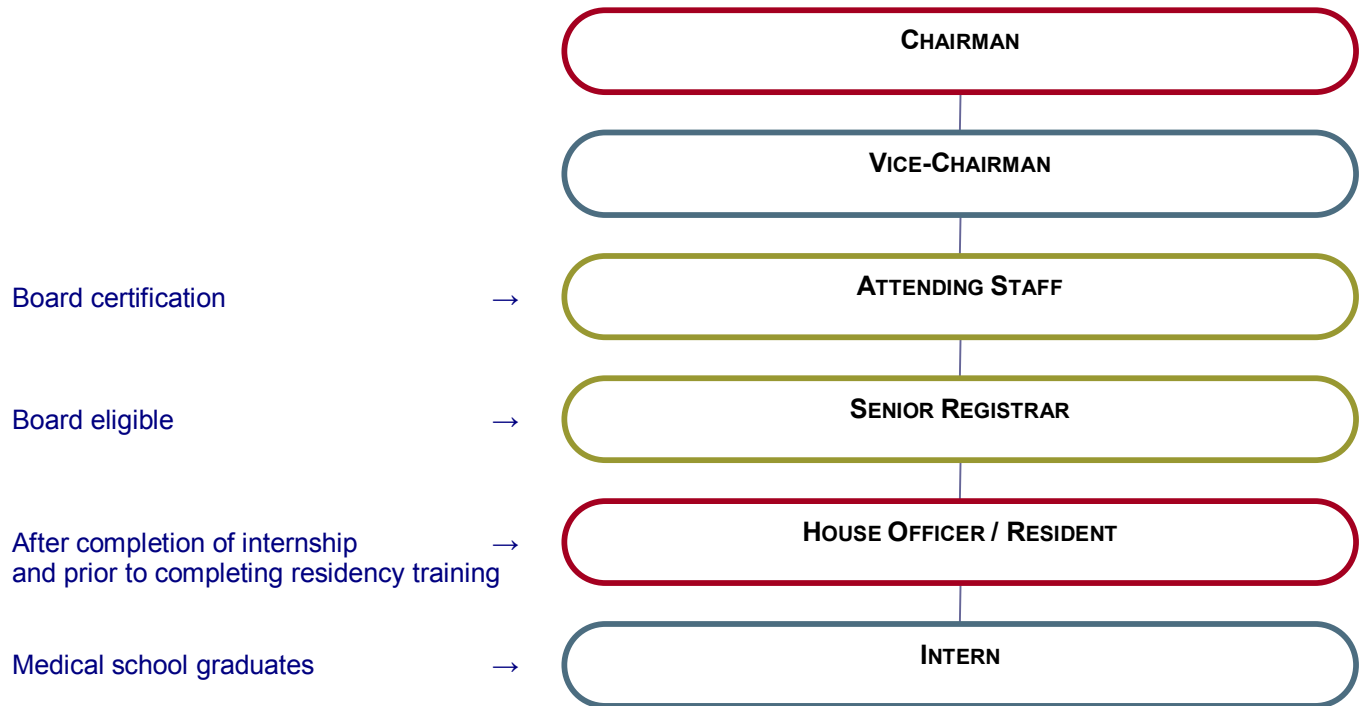 CHAIRMAN
VICE-CHAIRMAN
Board certification → ATTENDING STAFF
Board eligible → SENIOR REGISTRAR
After completion of internship → HOUSE OFFICER / RESIDENT
and prior to completing residency training
Medical school graduates → INTERN